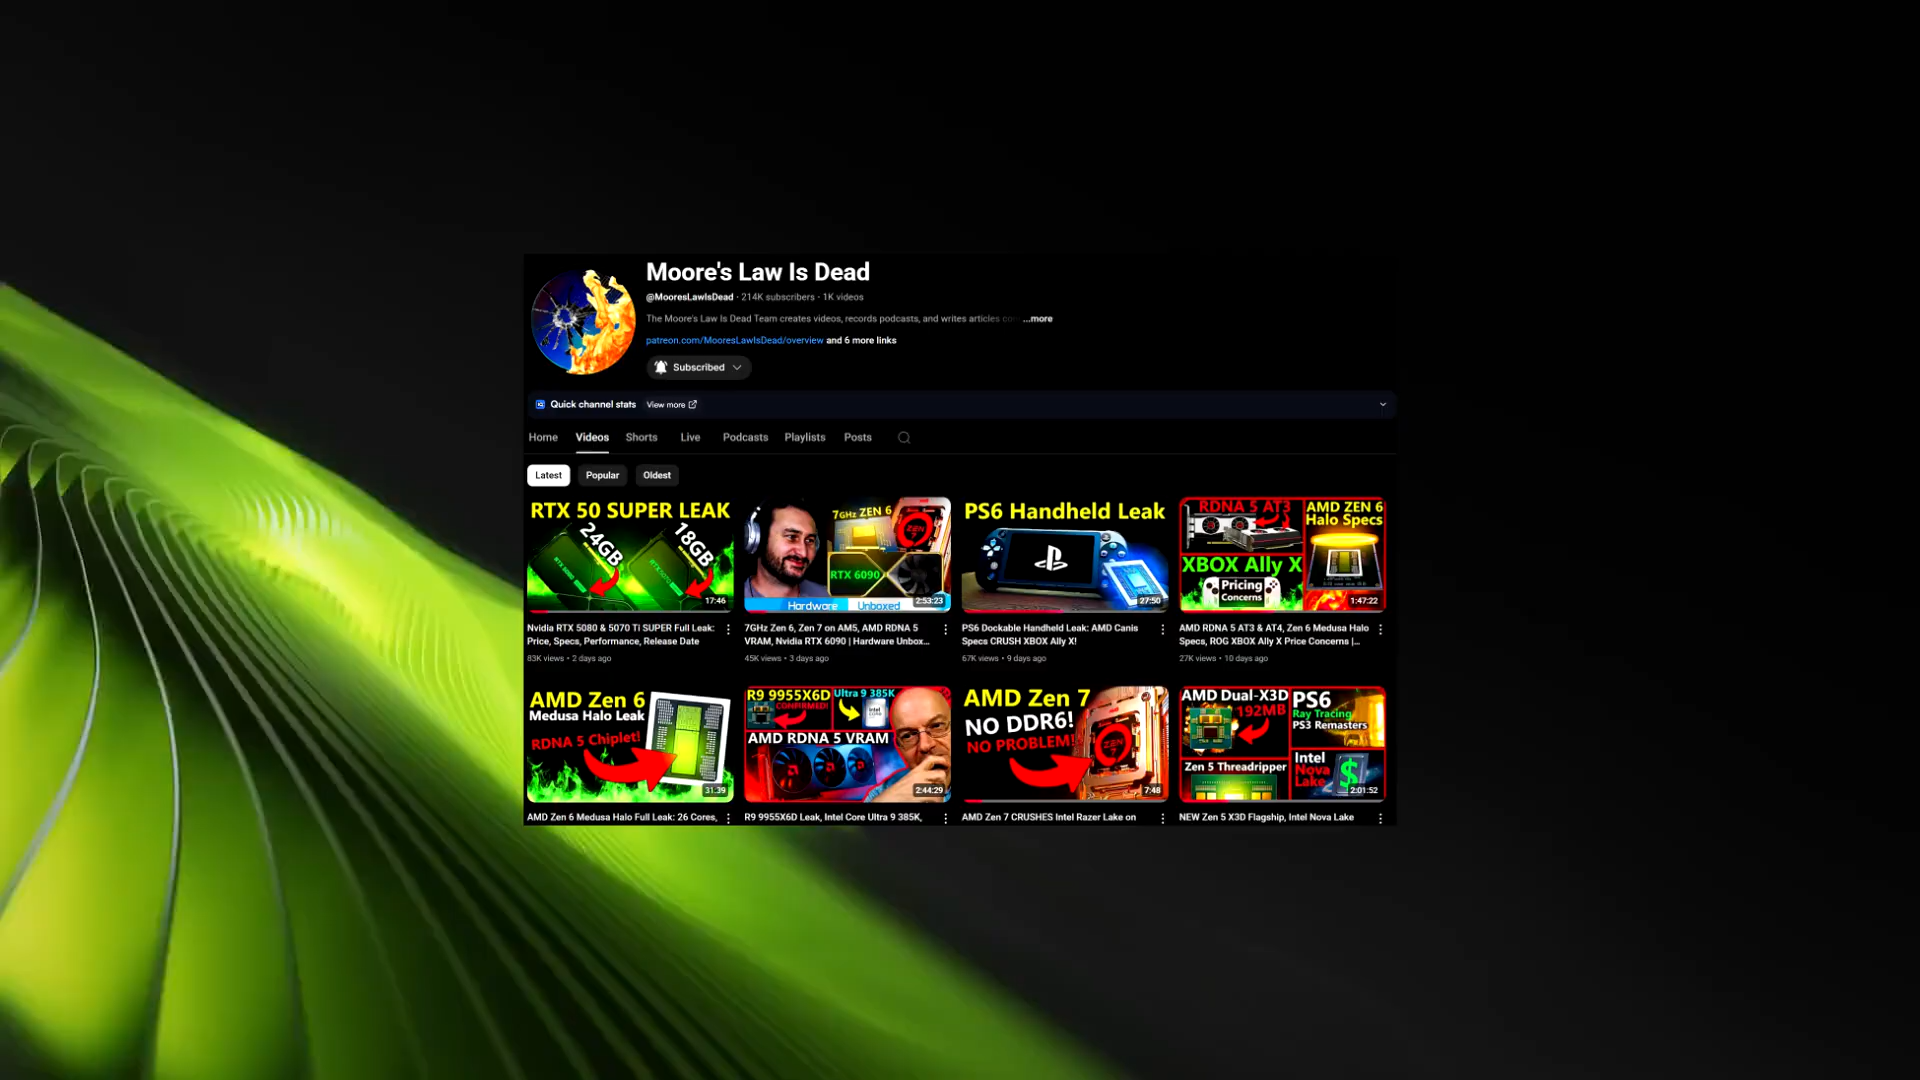 Moore's Law Is Dead
@MooresLawIsDead · 214K subscribers · 1K videos
The Moore's Law Is Dead Team creates videos, records podcasts, and writes articles ...more
patreon.com/MooresLawIsDead/overview and 6 more links
Subscribed
Quick channel stats View more
Home Videos Shorts Live Podcasts Playlists Posts
Latest Popular Oldest
RTX 50 SUPER LEAK
24GB
18GB
17:46
7GHz ZEN 6
ZEN
RTX 6090
Hardware Unboxed
2:53:23
PS6 Handheld Leak
27:50
RDNA 5 AT3
AMD ZEN 6
Halo Specs
XBOX Ally X
Pricing
Concerns
1:47:22
Nvidia RTX 5080 & 5070 Ti SUPER Full Leak:
Price, Specs, Performance, Release Date
83K views • 2 days ago
7GHz Zen 6, Zen 7 on AM5, AMD RDNA 5
VRAM, Nvidia RTX 6090 | Hardware Unbox...
45K views • 3 days ago
PS6 Dockable Handheld Leak: AMD Canis
Specs CRUSH XBOX Ally X!
67K views • 9 days ago
AMD RDNA 5 AT3 & AT4, Zen 6 Medusa Halo
Specs, ROG XBOX Ally X Price Concerns |...
27K views • 10 days ago
AMD Zen 6
Medusa Halo Leak
RDNA 5 Chiplet!
31:39
R9 9955X6D
CONFIRMED!
Ultra 9 385K
intel
AMD RDNA 5 VRAM
2:44:29
AMD Zen 7
NO DDR6!
NO PROBLEM!
ZEN
7:48
AMD Dual-X3D
192MB
PS6
Ray Tracing
PS3 Remasters
Zen 5 Threadripper
Intel
Nova
Lake
$
2:01:52
AMD Zen 6 Medusa Halo Full Leak: 26 Cores,
R9 9955X6D Leak, Intel Core Ultra 9 385K,
AMD Zen 7 CRUSHES Intel Razer Lake on
NEW Zen 5 X3D Flagship, Intel Nova Lake